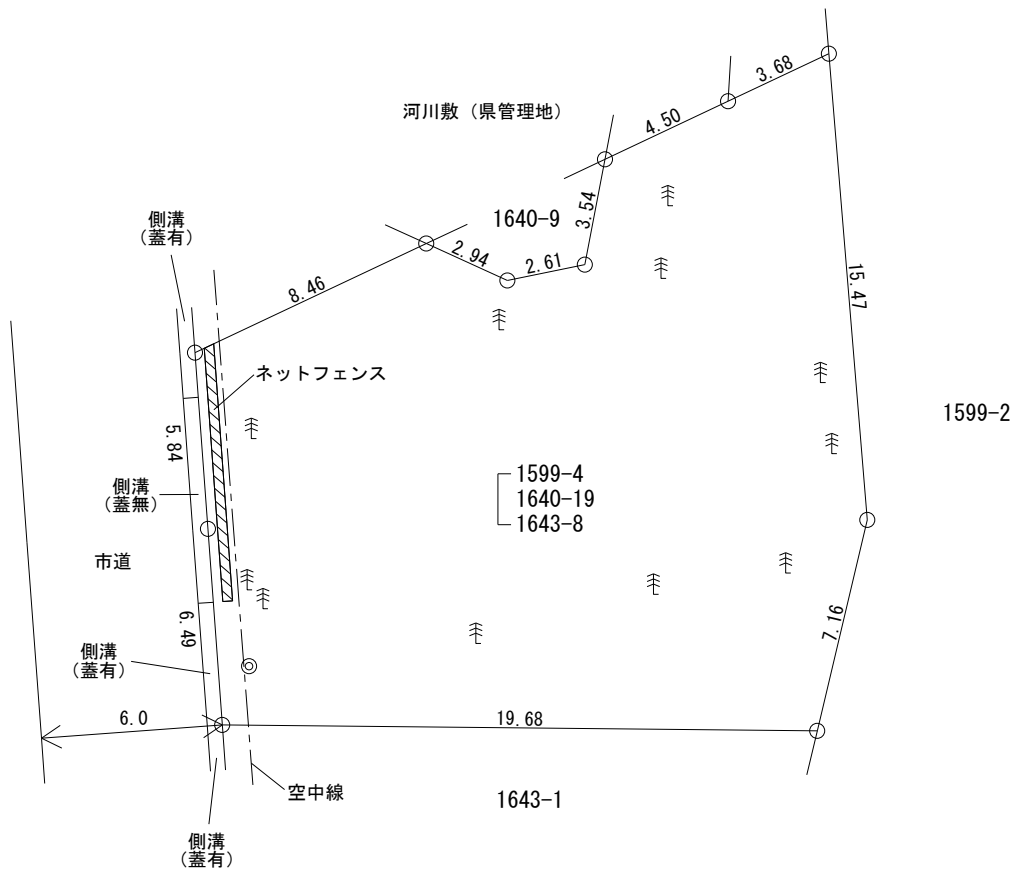 3.68
河川敷（県管理地）
4.50
1640-9
3.54
側溝
（蓋有）
2.94
2.61
8.46
15.47
ネットフェンス
1599-2
5.84
1599-4
1640-19
1643-8
側溝
（蓋無）
市道
6.49
7.16
側溝
（蓋有）
6.0
19.68
空中線
1643-1
側溝
（蓋有）